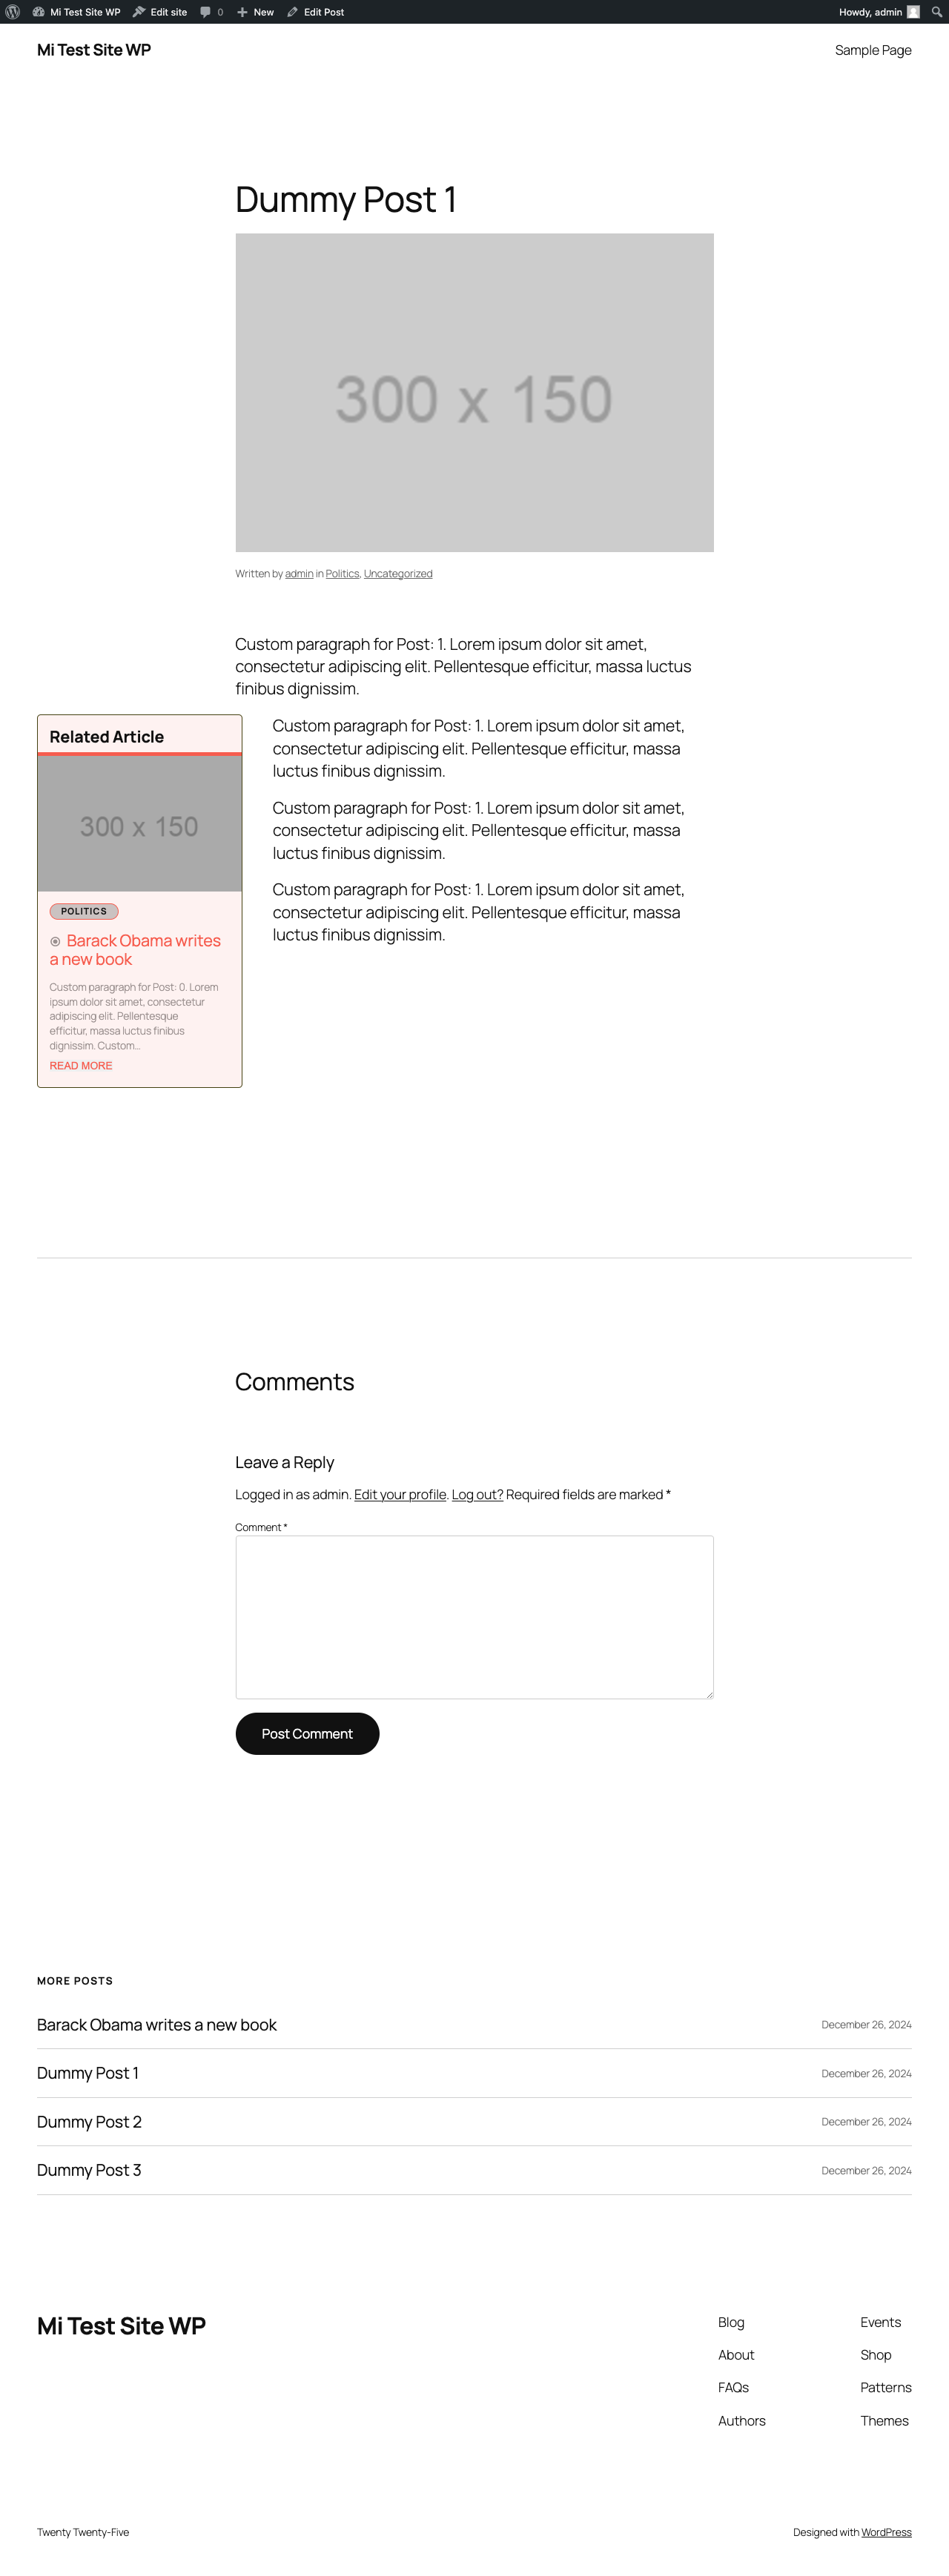 Mi Test Site WP
Edit site
0
New
Edit Post
Howdy, admin
Mi Test Site WP
Sample Page
Dummy Post 1
300 x 150
Written by admin in Politics, Uncategorized
Custom paragraph for Post: 1. Lorem ipsum dolor sit amet,
consectetur adipiscing elit. Pellentesque efficitur, massa luctus
finibus dignissim.
Related Article
300 x 150
POLITICS
Barack Obama writes
a new book
Custom paragraph for Post: 0. Lorem
ipsum dolor sit amet, consectetur
adipiscing elit. Pellentesque
efficitur, massa luctus finibus
dignissim. Custom…
READ MORE
Custom paragraph for Post: 1. Lorem ipsum dolor sit amet,
consectetur adipiscing elit. Pellentesque efficitur, massa
luctus finibus dignissim.
Custom paragraph for Post: 1. Lorem ipsum dolor sit amet,
consectetur adipiscing elit. Pellentesque efficitur, massa
luctus finibus dignissim.
Custom paragraph for Post: 1. Lorem ipsum dolor sit amet,
consectetur adipiscing elit. Pellentesque efficitur, massa
luctus finibus dignissim.
Comments
Leave a Reply
Logged in as admin. Edit your profile. Log out? Required fields are marked *
Comment *
Post Comment
MORE POSTS
Barack Obama writes a new book
December 26, 2024
Dummy Post 1
December 26, 2024
Dummy Post 2
December 26, 2024
Dummy Post 3
December 26, 2024
Mi Test Site WP
Blog
About
FAQs
Authors
Events
Shop
Patterns
Themes
Twenty Twenty-Five
Designed with WordPress